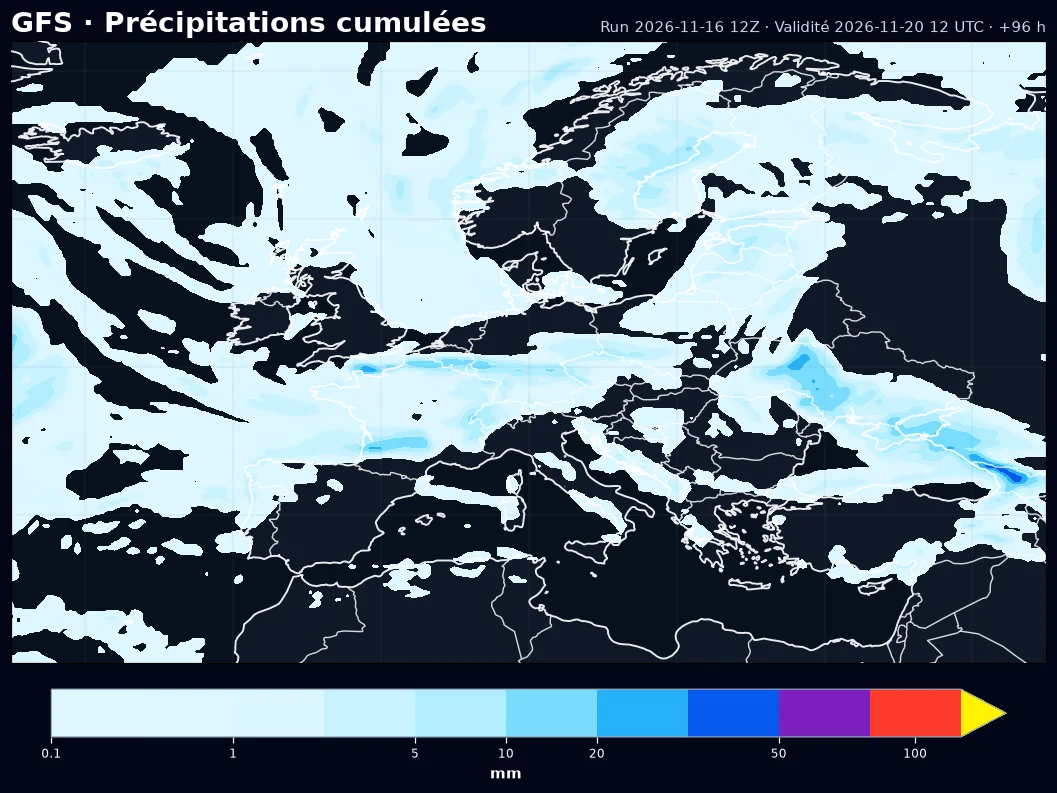 GFS · Précipitations cumulées
Run 2026-11-16 12Z · Validité 2026-11-20 12 UTC · +96 h
0.1 1 5 10 20 50 100
mm